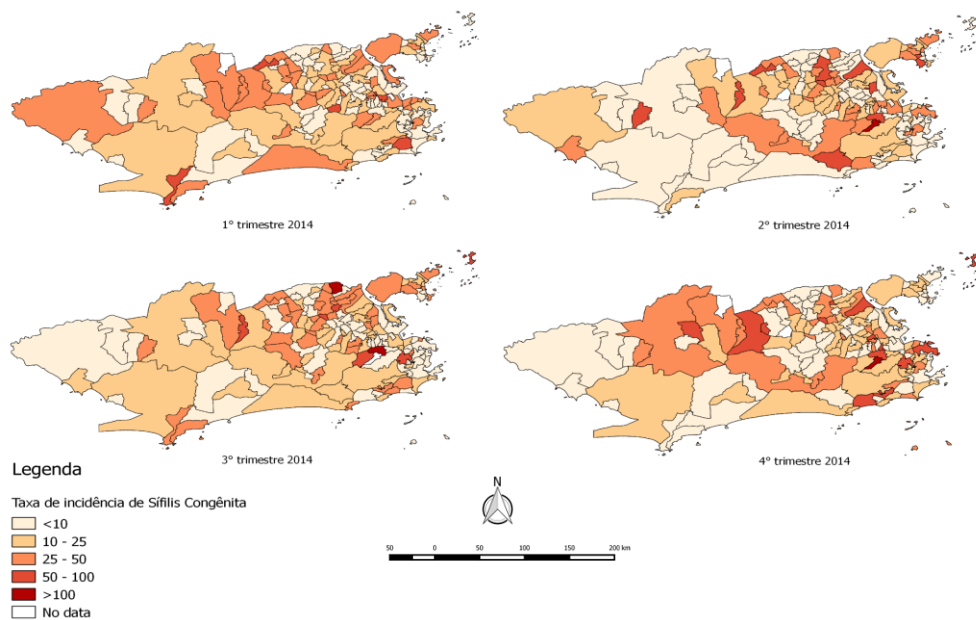 1° trimestre 2014
2° trimestre 2014
3° trimestre 2014
4° trimestre 2014
Legenda
Taxa de incidência de Sífilis Congênita
<10
10 - 25
25 - 50
50 - 100
>100
No data
N
50 0 50 100 150 200 km